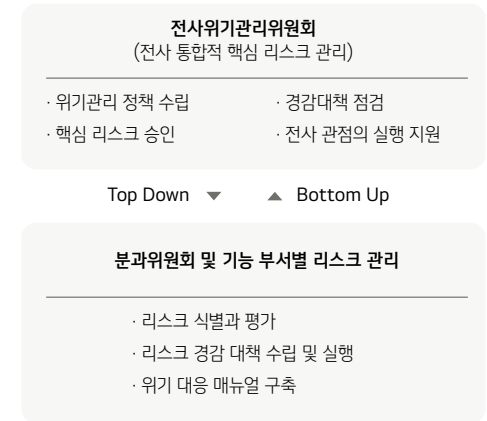 전사위기관리위원회
(전사 통합적 핵심 리스크 관리)
· 위기관리 정책 수립
· 경감대책 점검
· 핵심 리스크 승인
· 전사 관점의 실행 지원
Top Down ▼ ▲ Bottom Up
분과위원회 및 기능 부서별 리스크 관리
· 리스크 식별과 평가
· 리스크 경감 대책 수립 및 실행
· 위기 대응 매뉴얼 구축